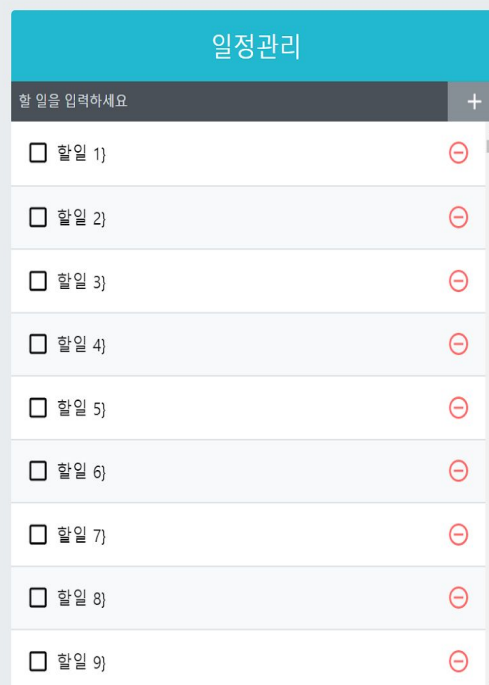 일정관리
할 일을 입력하세요 +
할일 1}
할일 2}
할일 3}
할일 4}
할일 5}
할일 6}
할일 7}
할일 8}
할일 9}